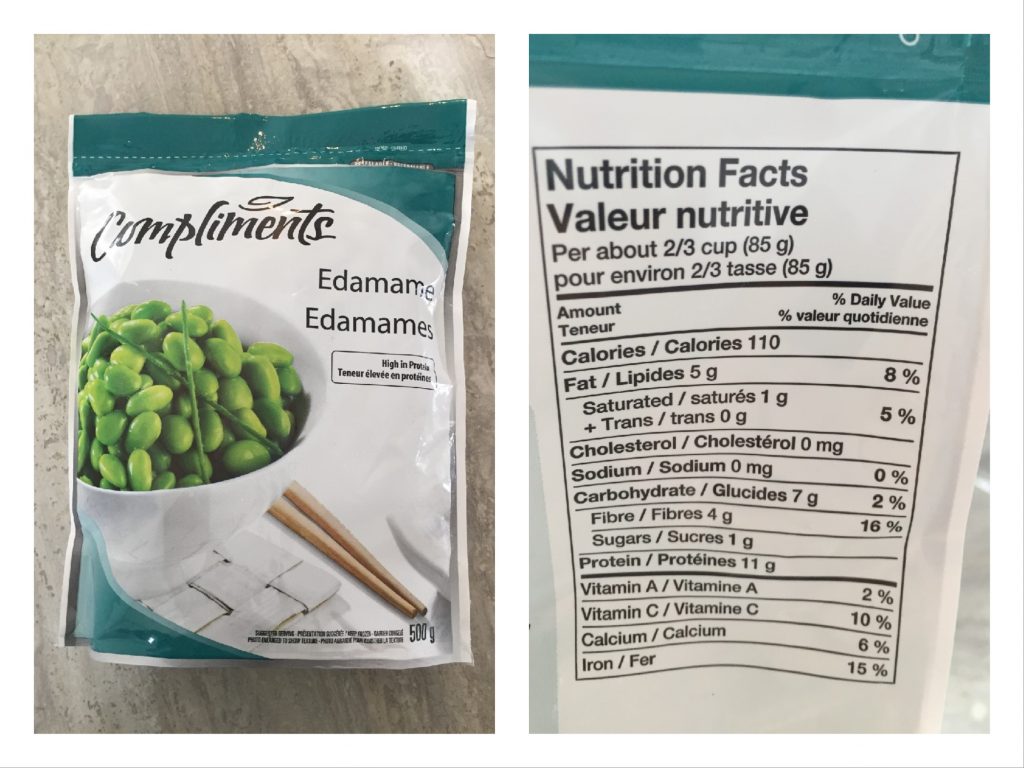 Compliments
Edamame
Edamames
High in Protein
Teneur élevée en protéines
SUGGESTED SERVING - PRÉSENTATION SUGGÉRÉE
500 g
Nutrition Facts
Valeur nutritive
Per about 2/3 cup (85 g)
pour environ 2/3 tasse (85 g)
Amount % Daily Value
Teneur % valeur quotidienne
Calories / Calories 110
Fat / Lipides 5 g 8 %
Saturated / saturés 1 g
+ Trans / trans 0 g 5 %
Cholesterol / Cholestérol 0 mg
Sodium / Sodium 0 mg 0 %
Carbohydrate / Glucides 7 g 2 %
Fibre / Fibres 4 g 16 %
Sugars / Sucres 1 g
Protein / Protéines 11 g
Vitamin A / Vitamine A 2 %
Vitamin C / Vitamine C 10 %
Calcium / Calcium 6 %
Iron / Fer 15 %